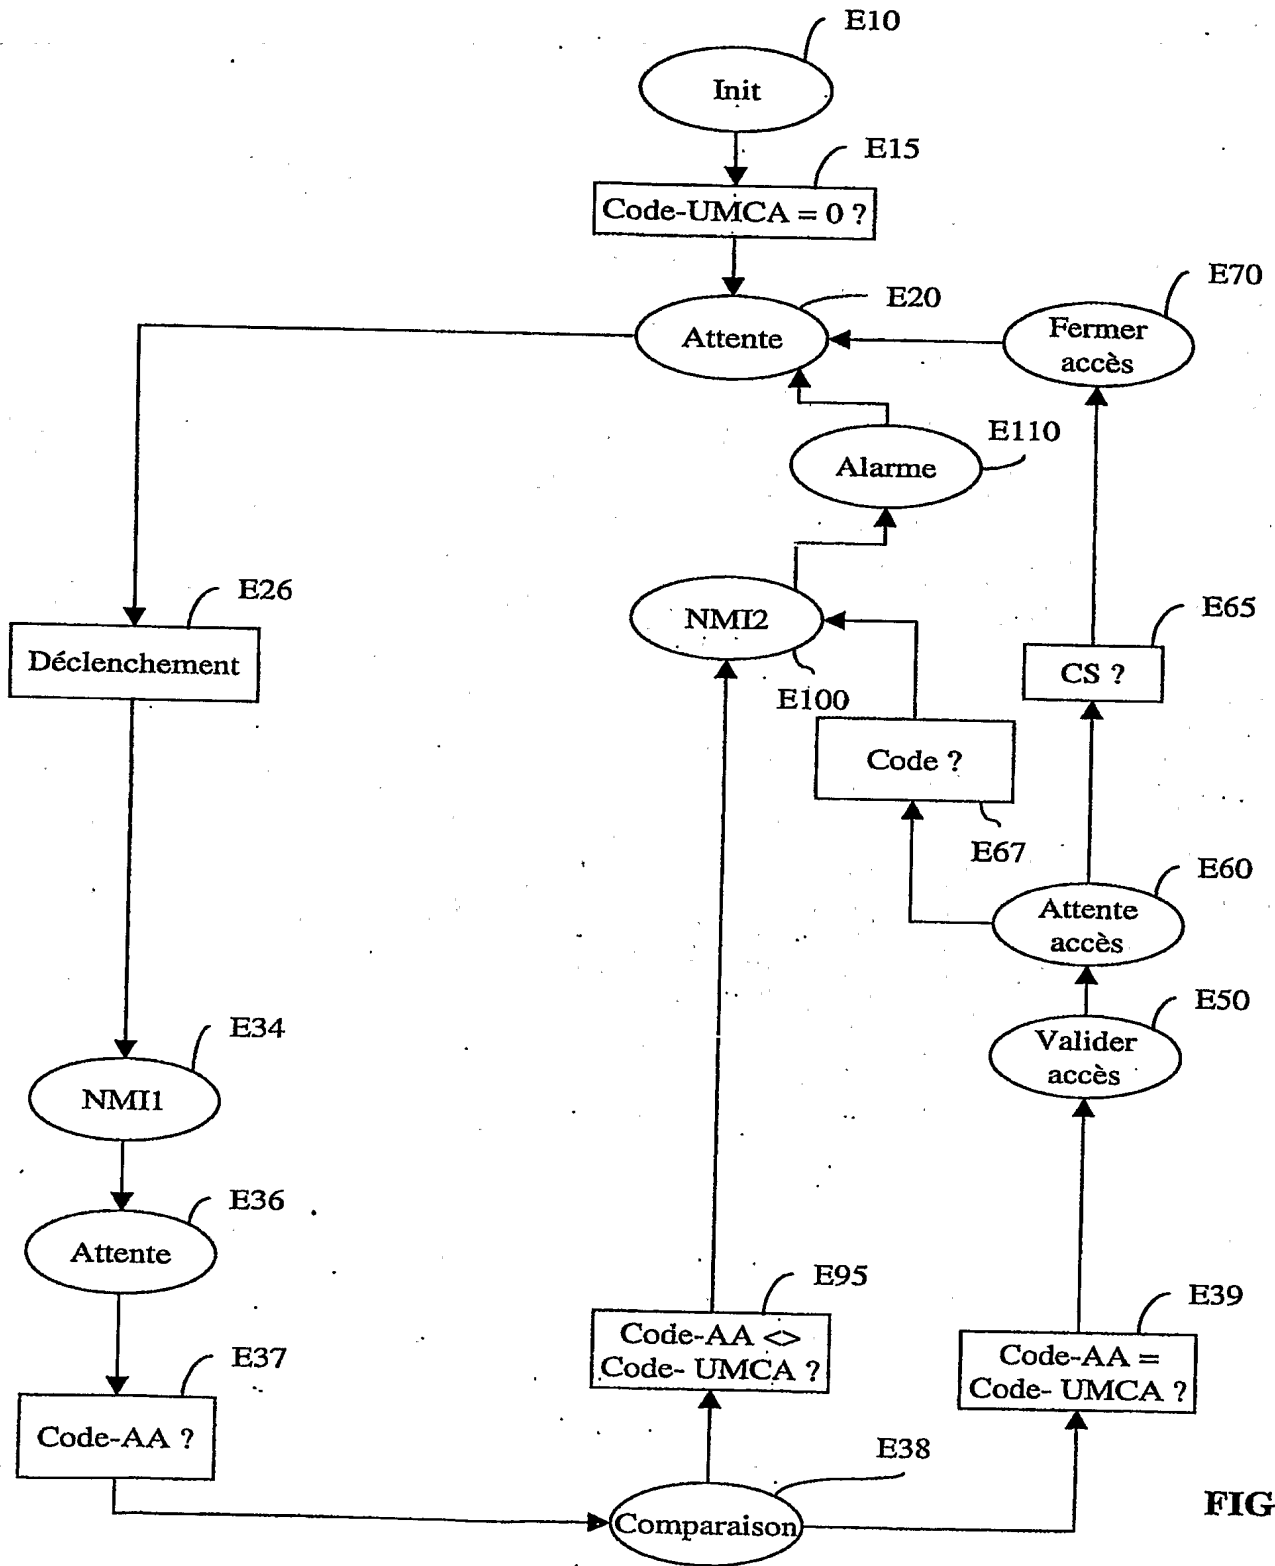 E10
Init
E15
Code-UMCA = 0 ?
E20
Attente
E70
Fermer
accès
E110
Alarme
E26
Déclenchement
NMI2
E100
E65
CS ?
Code ?
E67
E60
Attente
accès
E50
Valider
accès
E34
NMI1
E36
Attente
E95
Code-AA <>
Code- UMCA ?
E39
Code-AA =
Code- UMCA ?
E37
Code-AA ?
E38
Comparaison
FIG